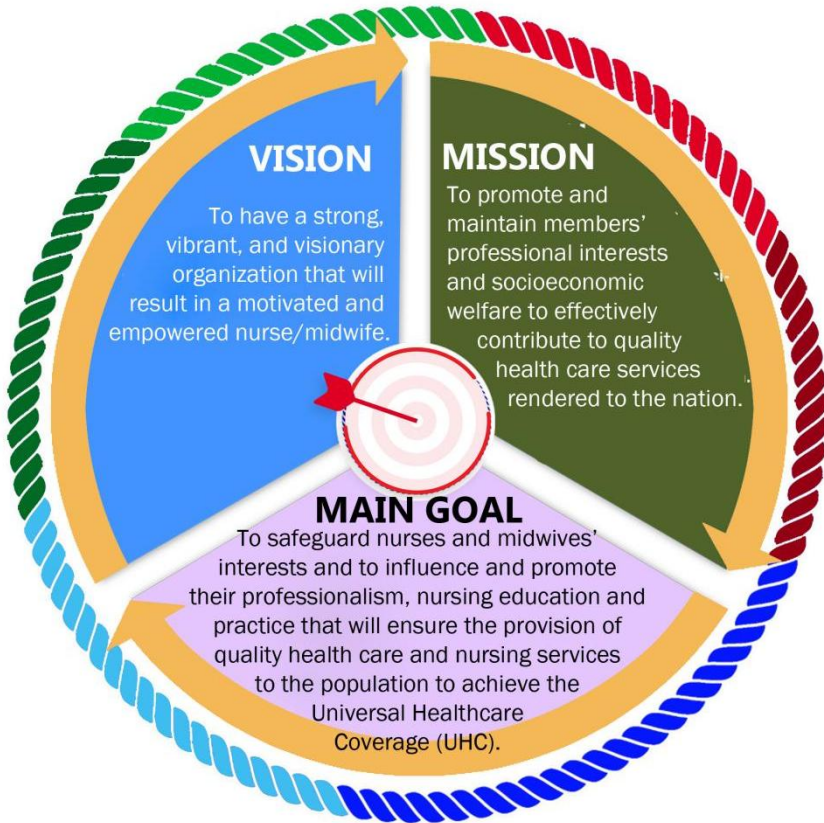 VISION
To have a strong,
vibrant, and visionary
organization that will
result in a motivated and
empowered nurse/midwife.
MISSION
To promote and
maintain members’
professional interests
and socioeconomic
welfare to effectively
contribute to quality
health care services
rendered to the nation.
MAIN GOAL
To safeguard nurses and midwives’
interests and to influence and promote
their professionalism, nursing education and
practice that will ensure the provision of
quality health care and nursing services
to the population to achieve the
Universal Healthcare
Coverage (UHC).